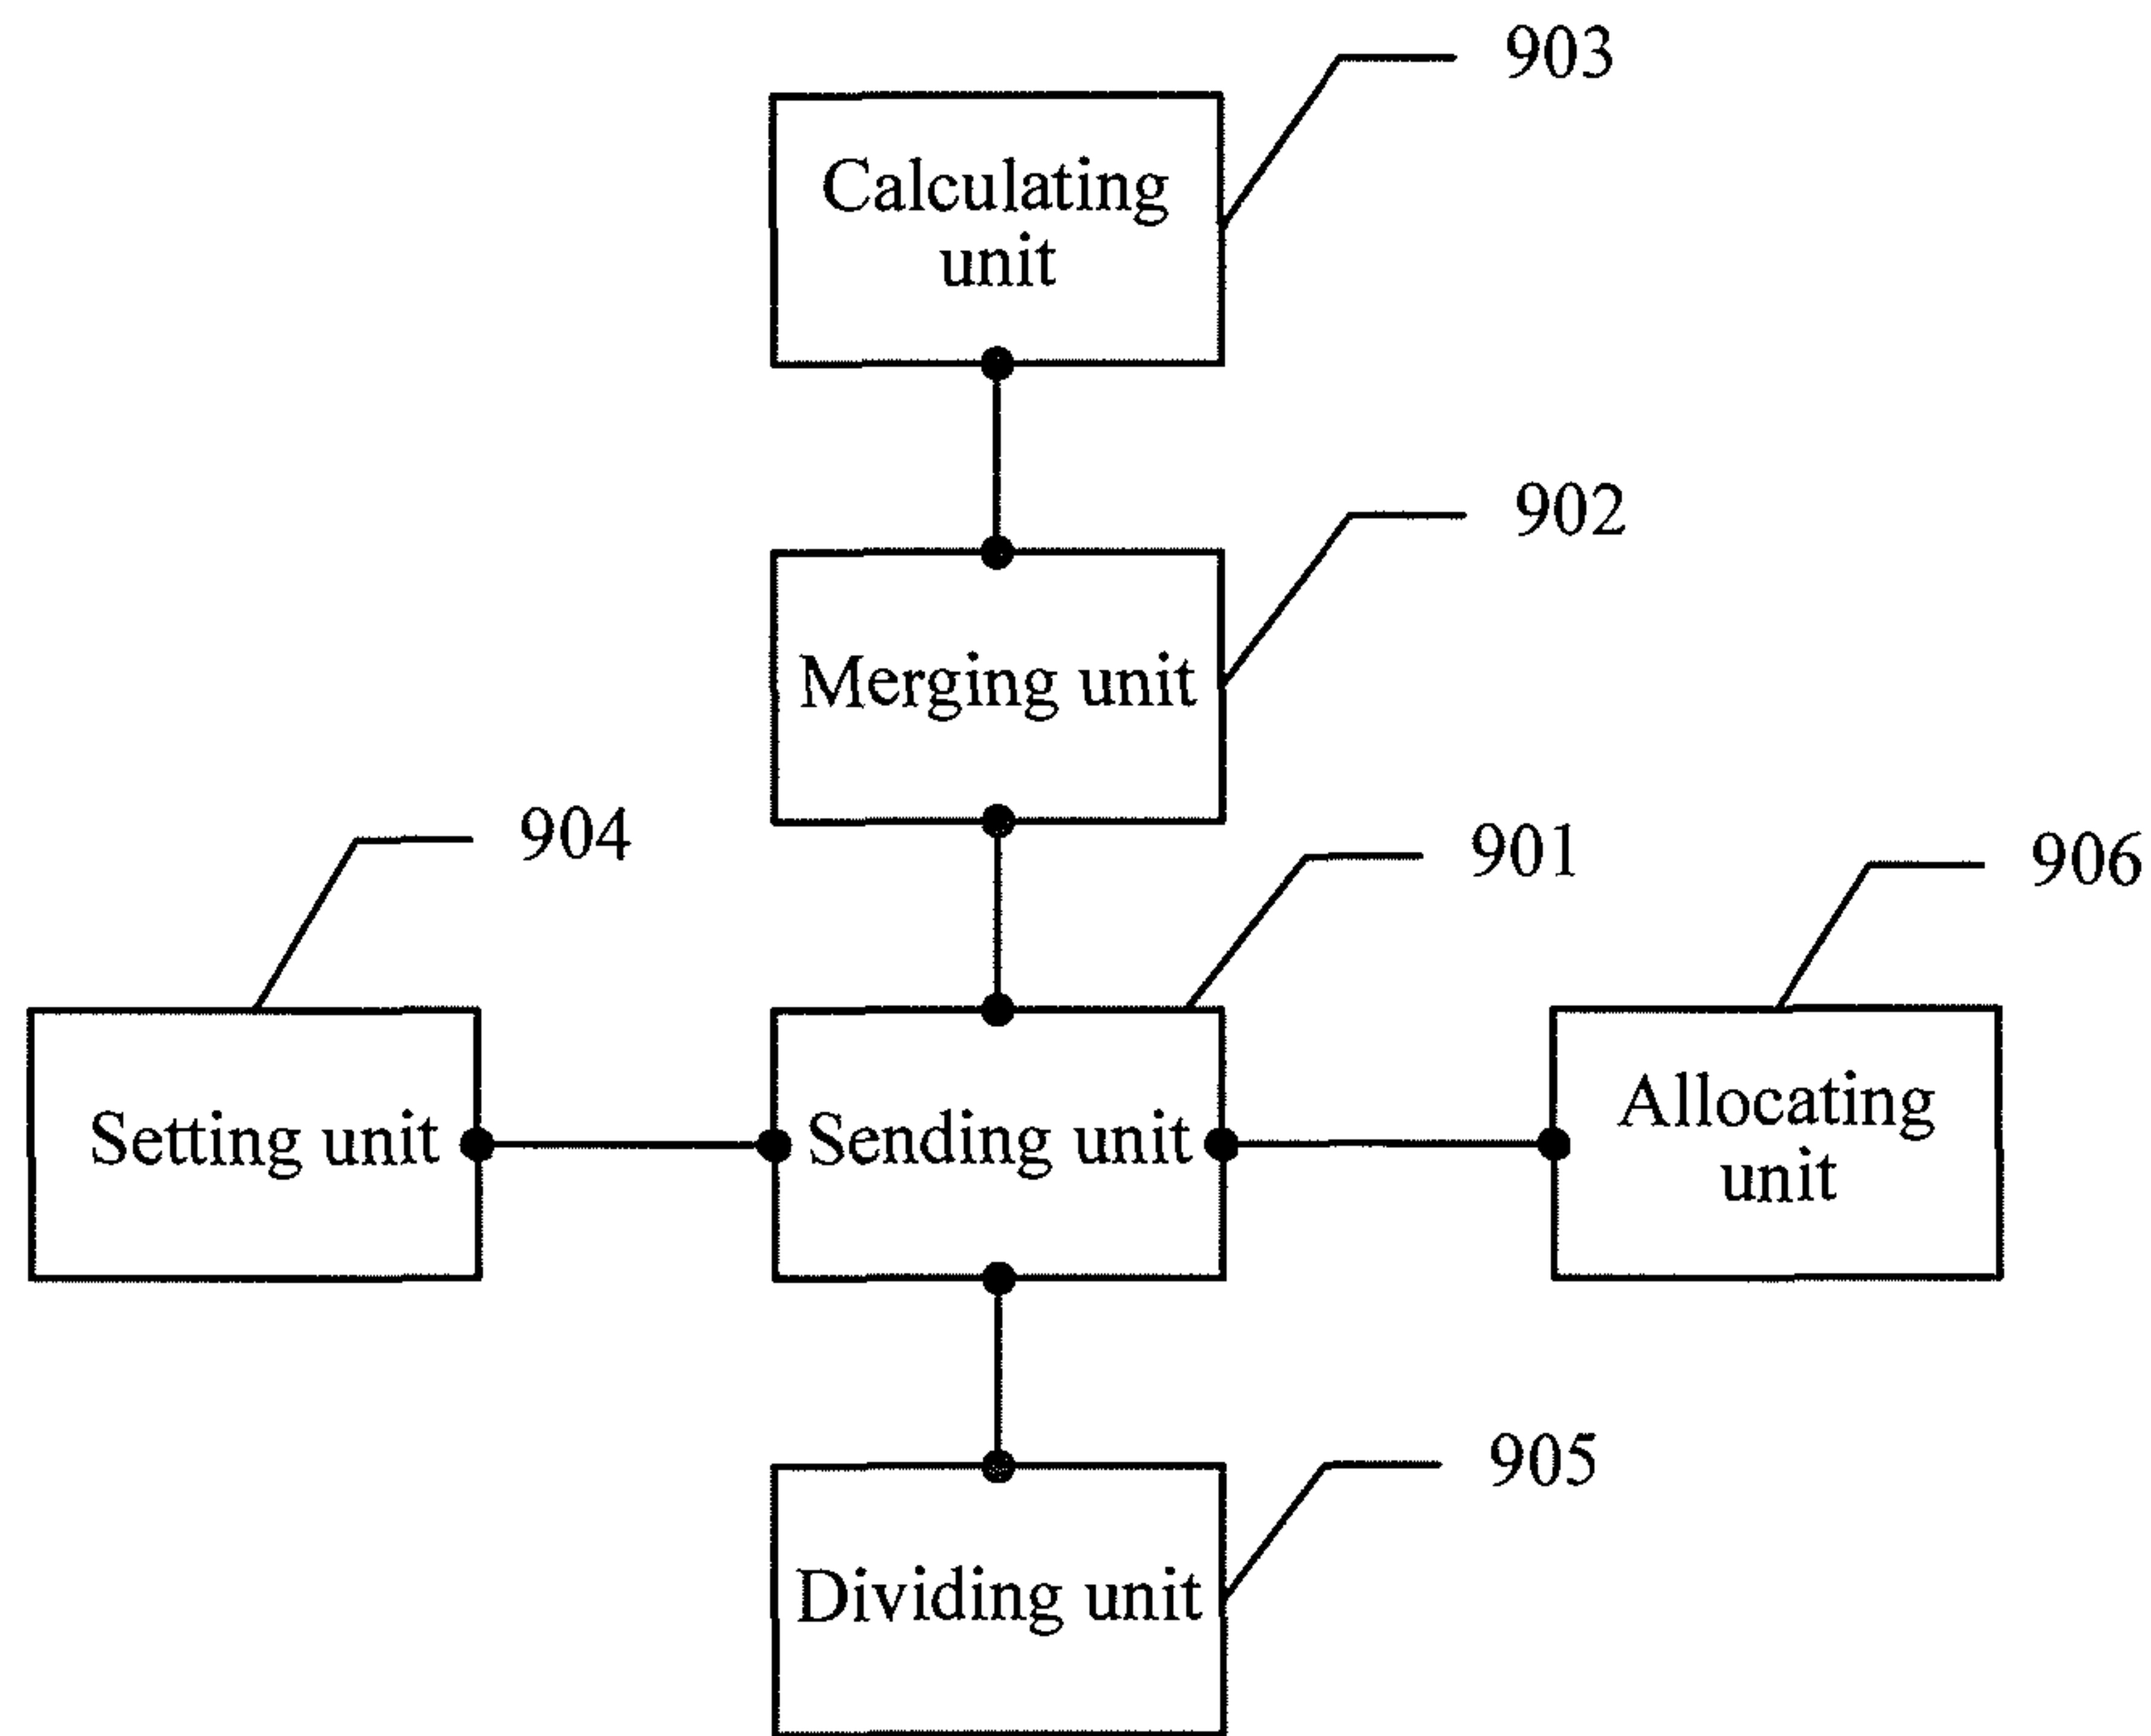 903
Calculating
unit
902
Merging unit
904
901
906
Setting unit
Sending unit
Allocating
unit
905
Dividing unit